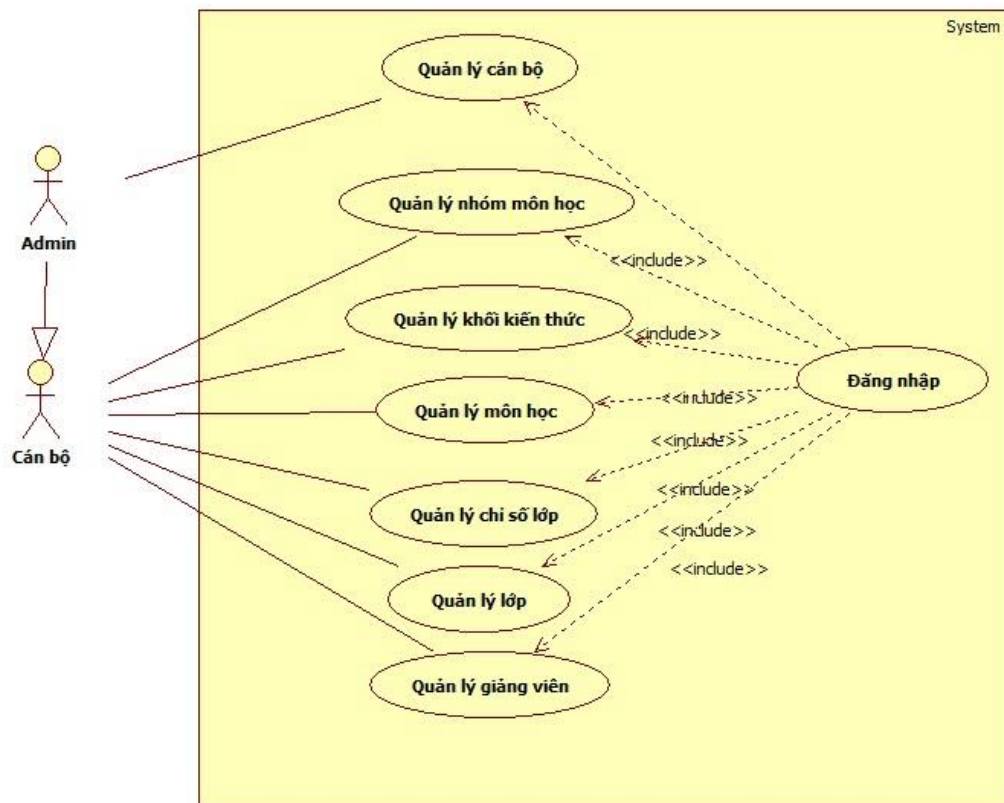 System
Quản lý cán bộ
Quản lý nhóm môn học
Admin
<<include>>
Quản lý khối kiến thức
<<include>>
Đăng nhập
Quản lý môn học
<<include>>
Cán bộ
<<include>>
Quản lý chỉ số lớp
<<include>>
<<include>>
Quản lý lớp
<<include>>
Quản lý giảng viên